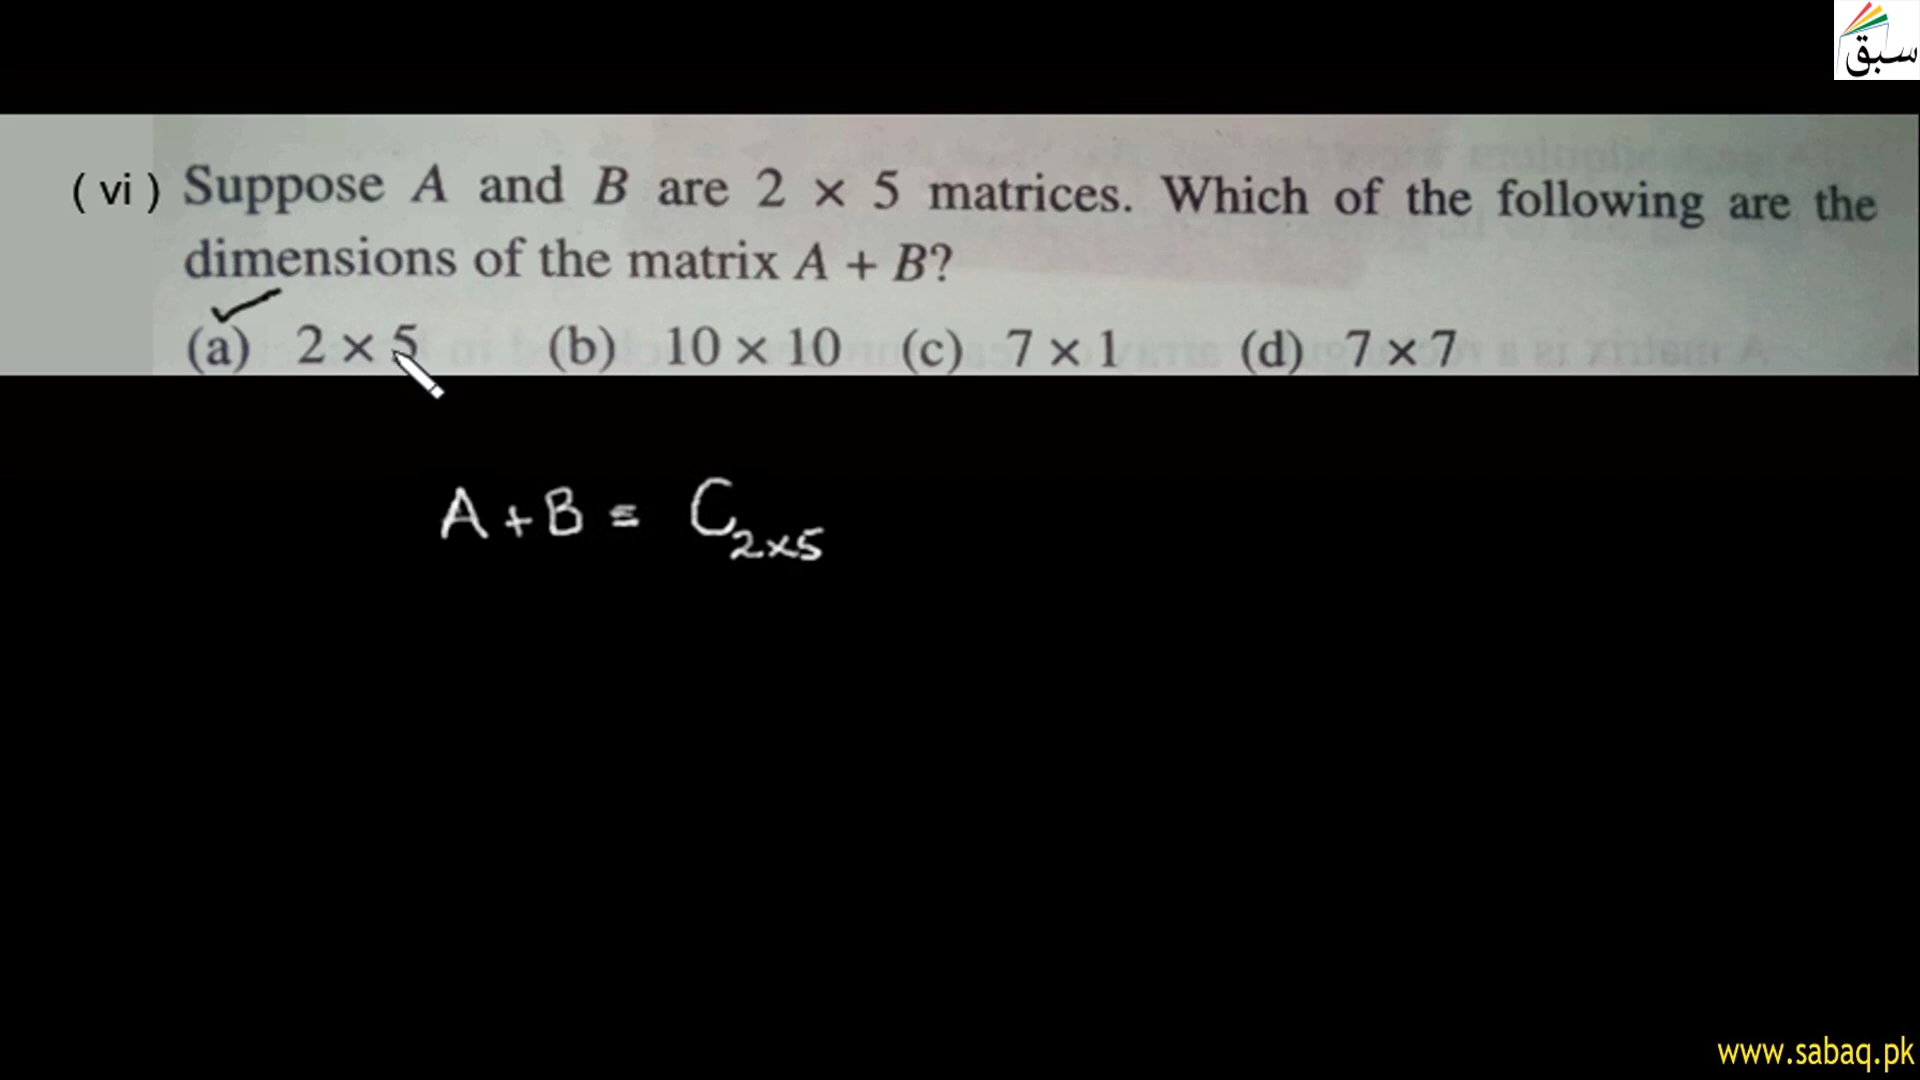 سبق
( vi ) Suppose A and B are 2 × 5 matrices. Which of the following are the
dimensions of the matrix A + B?
(a) 2 × 5 (b) 10 × 10 (c) 7 × 1 (d) 7 × 7
A + B = C2×5
www.sabaq.pk